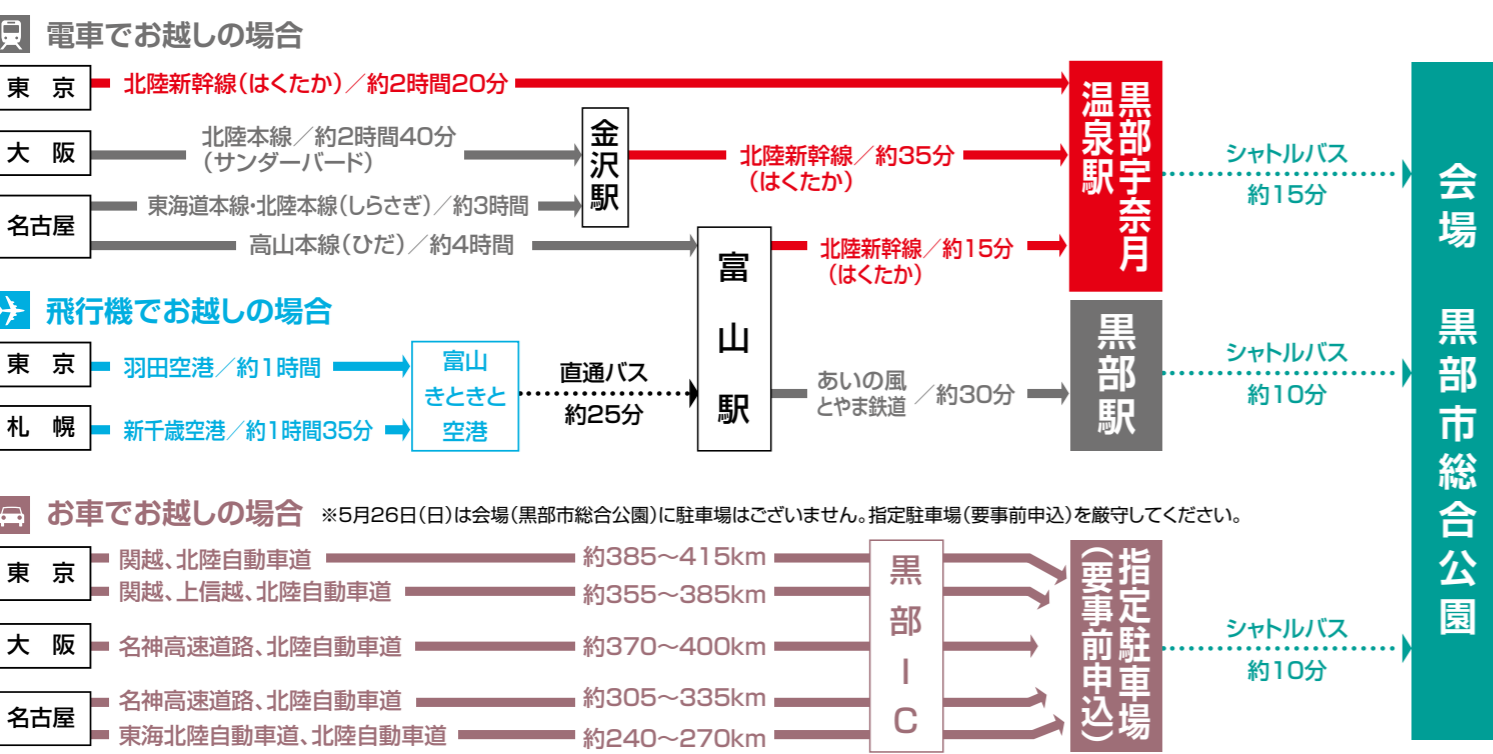 電車でお越しの場合
東京
北陸新幹線(はくたか)/約2時間20分
大阪
北陸本線/約2時間40分
(サンダーバード)
名古屋
東海道本線・北陸本線(しらさぎ)/約3時間
高山本線(ひだ)/約4時間
金沢駅
北陸新幹線/約35分
(はくたか)
富山駅
北陸新幹線/約15分
(はくたか)
黒部宇奈月
温泉駅
シャトルバス
約15分
飛行機でお越しの場合
東京
羽田空港/約1時間
札幌
新千歳空港/約1時間35分
富山
きときと
空港
直通バス
約25分
あいの風
とやま鉄道
/約30分
黒部駅
シャトルバス
約10分
お車でお越しの場合
※5月26日(日)は会場(黒部市総合公園)に駐車場はございません。指定駐車場(要事前申込)を厳守してください。
東京
関越、北陸自動車道
約385〜415km
関越、上信越、北陸自動車道
約355〜385km
大阪
名神高速道路、北陸自動車道
約370〜400km
名古屋
名神高速道路、北陸自動車道
約305〜335km
東海北陸自動車道、北陸自動車道
約240〜270km
黒部IC
指定駐車場
(要事前申込)
シャトルバス
約10分
会場 黒部市総合公園